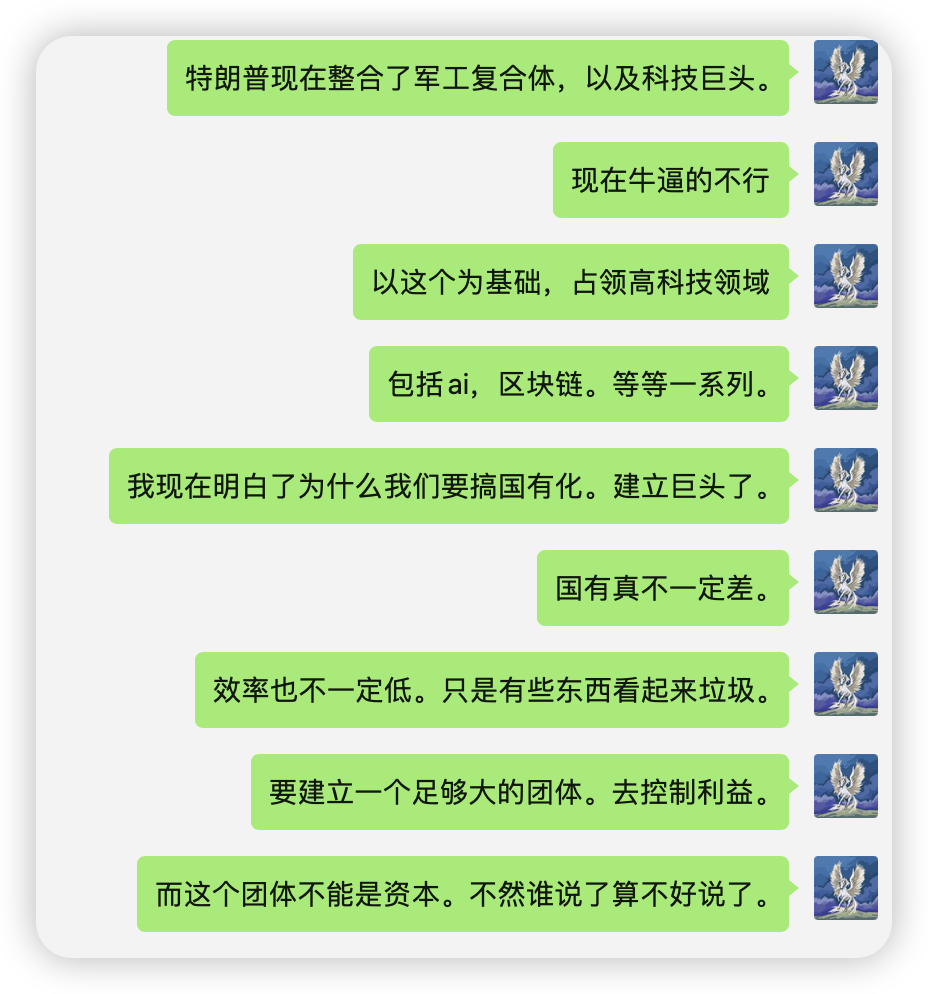 特朗普现在整合了军工复合体，以及科技巨头。
现在牛逼的不行
以这个为基础，占领高科技领域
包括ai，区块链。等等一系列。
我现在明白了为什么我们要搞国有化。建立巨头了。
国有真不一定差。
效率也不一定低。只是有些东西看起来垃圾。
要建立一个足够大的团体。去控制利益。
而这个团体不能是资本。不然谁说了算不好说了。